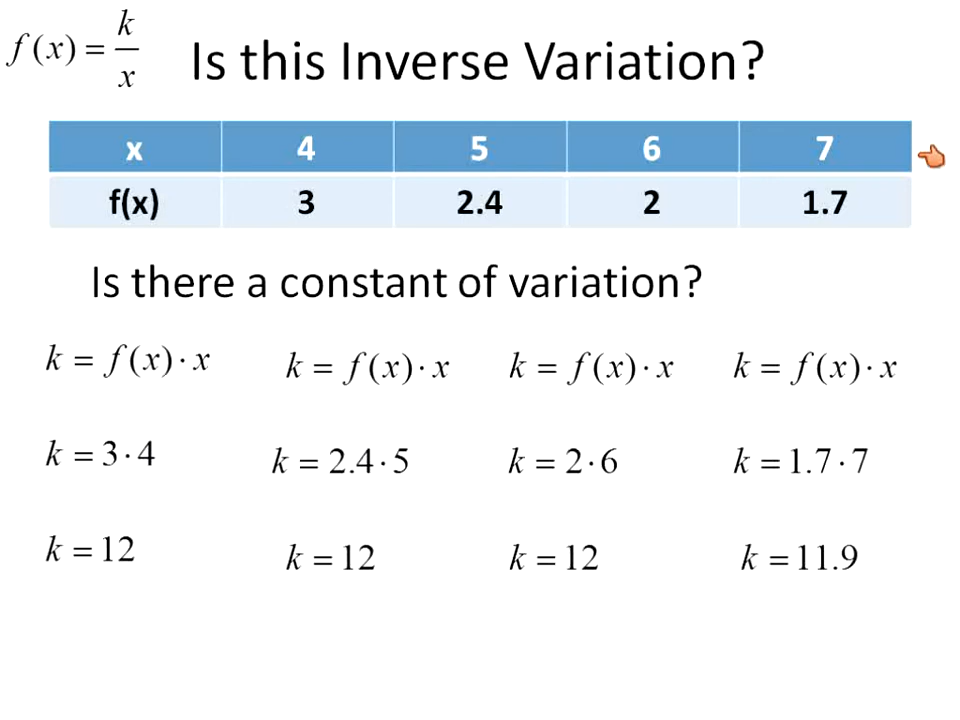 f(x) = k/x
Is this Inverse Variation?
x 4 5 6 7
f(x) 3 2.4 2 1.7
Is there a constant of variation?
k = f(x) · x k = f(x) · x k = f(x) · x k = f(x) · x
k = 3 · 4 k = 2.4 · 5 k = 2 · 6 k = 1.7 · 7
k = 12 k = 12 k = 12 k = 11.9